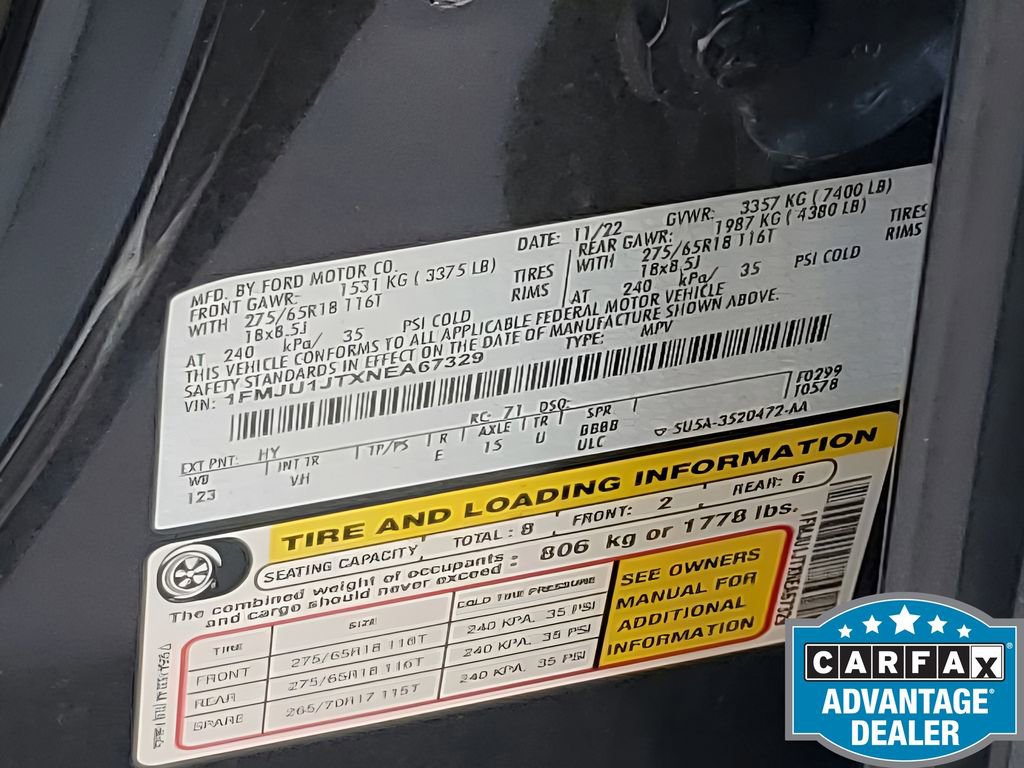 MFD. BY FORD MOTOR CO.
DATE: 11/22 GVWR: 3357 KG ( 7400 LB)
FRONT GAWR: 1531 KG ( 3375 LB)
REAR GAWR: 1987 KG ( 4380 LB)
WITH 275/65R18 116T TIRES
WITH 275/65R18 116T TIRES
18x8.5J RIMS
18x8.5J RIMS
AT 240 kPa/ 35 PSI COLD
AT 240 kPa/ 35 PSI COLD
THIS VEHICLE CONFORMS TO ALL APPLICABLE FEDERAL MOTOR VEHICLE
SAFETY STANDARDS IN EFFECT ON THE DATE OF MANUFACTURE SHOWN ABOVE.
VIN: 1FMJU1JTXNEA67329 TYPE: MPV
F0299
T0578
EXT PNT: HY RC: 71 DSO:
WB INT TR TP/PS R AXLE TR SPR
123 VH E 15 U BBBB
ULC
5U5A-3520472-AA
TIRE AND LOADING INFORMATION
SEATING CAPACITY TOTAL : 8 FRONT: 2 REAR: 6
The combined weight of occupants
and cargo should never exceed : 806 kg or 1778 lbs.
TIRE SIZE COLD TIRE PRESSURE
FRONT 275/65R18 116T 240 KPA. 35 PSI
REAR 275/65R18 116T 240 KPA. 35 PSI
SPARE 265/70R17 115T 240 KPA. 35 PSI
SEE OWNERS
MANUAL FOR
ADDITIONAL
INFORMATION
1FMJU1JTXNEA67329
CARFAX
ADVANTAGE
DEALER